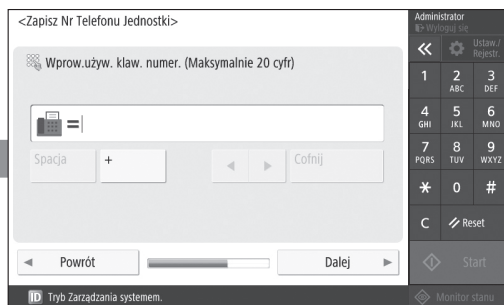 <Zapisz Nr Telefonu Jednostki>
Wprow.używ. klaw. numer. (Maksymalnie 20 cyfr)
=
Spacja + ◄ ► Cofnij
◄ Powrót Dalej ►
ID Tryb Zarządzania systemem.
Administrator
Wyloguj się
Ustaw./
Rejestr.
1 2 3
ABC DEF
4 5 6
GHI JKL MNO
7 8 9
PQRS TUV WXYZ
* 0 #
C Reset
Start
Monitor stanu